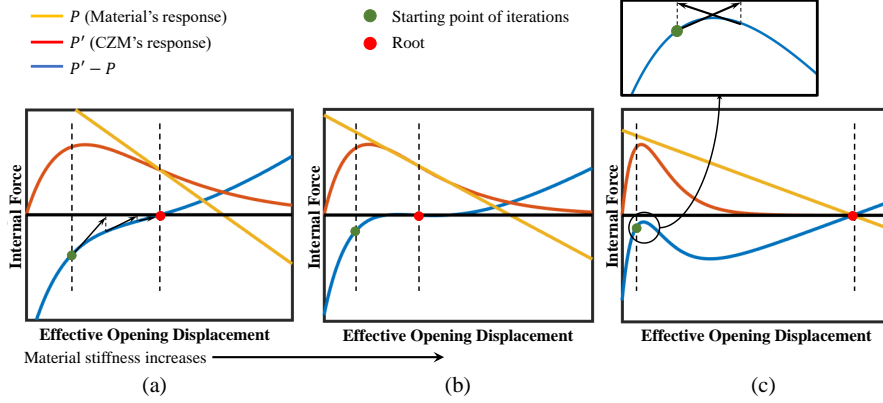 P (Material's response)
P' (CZM's response)
P' − P
Starting point of iterations
Root
Internal Force
Internal Force
Internal Force
Effective Opening Displacement
Effective Opening Displacement
Effective Opening Displacement
Material stiffness increases
(a)
(b)
(c)